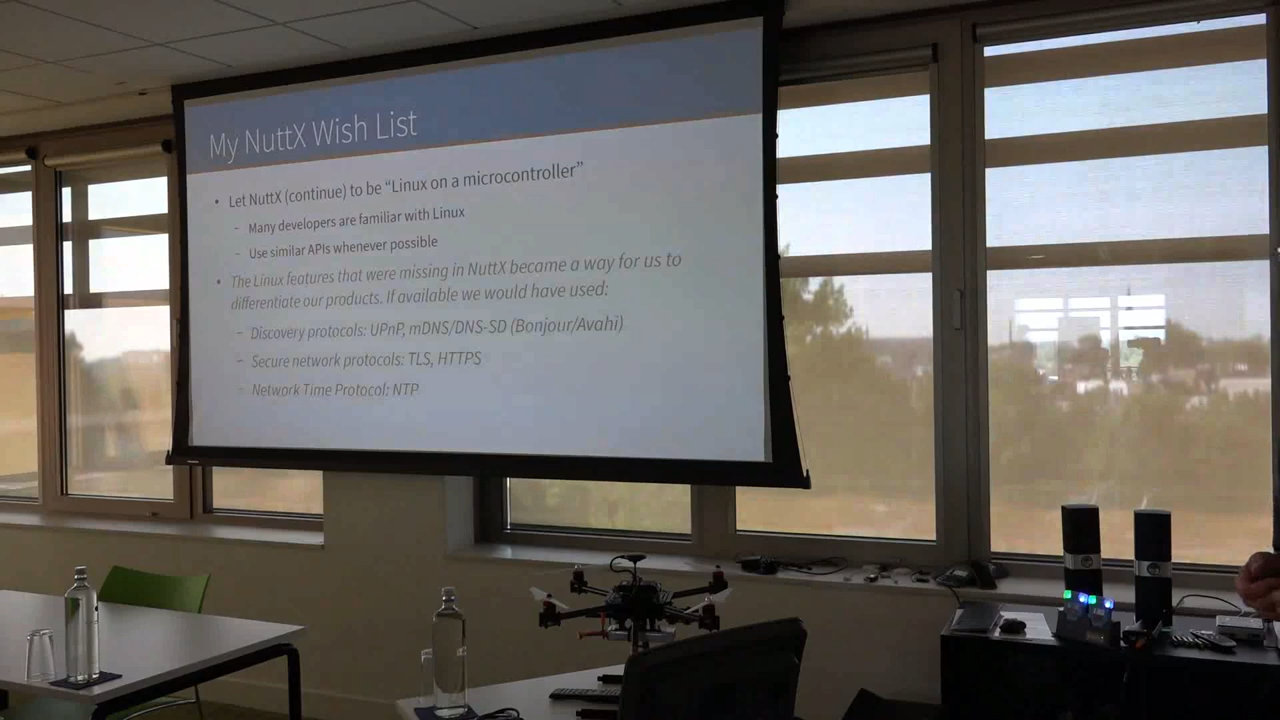 My NuttX Wish List
• Let NuttX (continue) to be “Linux on a microcontroller”
– Many developers are familiar with Linux
– Use similar APIs whenever possible
• The Linux features that were missing in NuttX became a way for us to
differentiate our products. If available we would have used:
– Discovery protocols: UPnP, mDNS/DNS-SD (Bonjour/Avahi)
– Secure network protocols: TLS, HTTPS
– Network Time Protocol: NTP